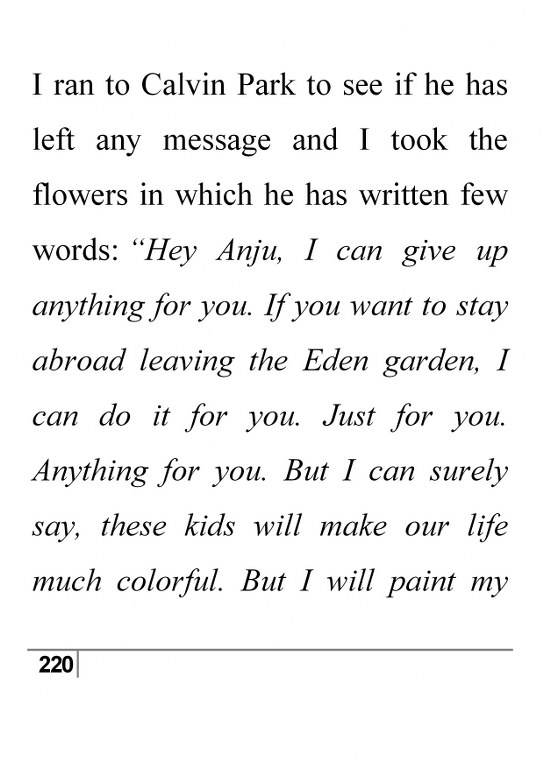 I ran to Calvin Park to see if he has
left any message and I took the
flowers in which he has written few
words: “Hey Anju, I can give up
anything for you. If you want to stay
abroad leaving the Eden garden, I
can do it for you. Just for you.
Anything for you. But I can surely
say, these kids will make our life
much colorful. But I will paint my
220